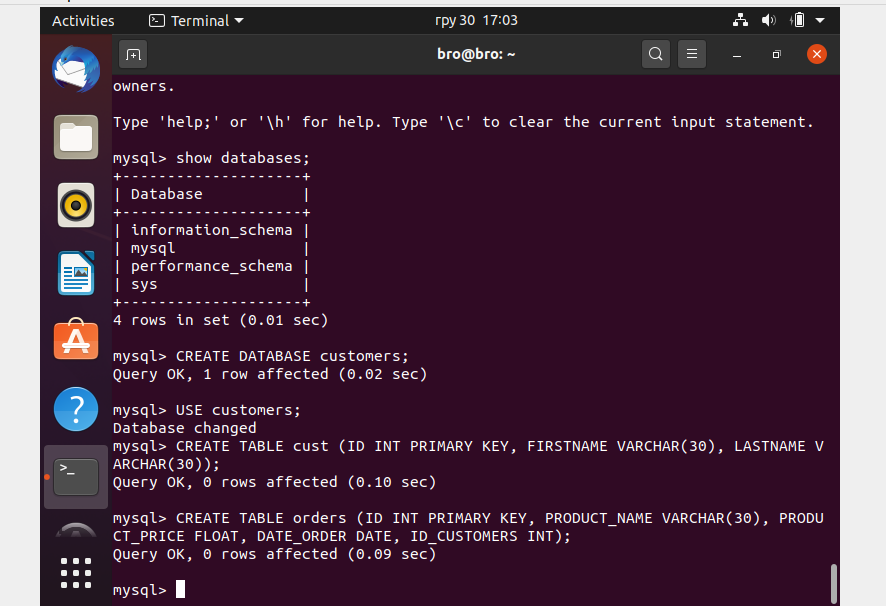 Activities
Terminal
гру 30 17:03
bro@bro: ~
owners.
Type 'help;' or '\h' for help. Type '\c' to clear the current input statement.
mysql> show databases;
+--------------------+
| Database           |
+--------------------+
| information_schema |
| mysql              |
| performance_schema |
| sys                |
+--------------------+
4 rows in set (0.01 sec)
mysql> CREATE DATABASE customers;
Query OK, 1 row affected (0.02 sec)
mysql> USE customers;
Database changed
mysql> CREATE TABLE cust (ID INT PRIMARY KEY, FIRSTNAME VARCHAR(30), LASTNAME V
ARCHAR(30));
Query OK, 0 rows affected (0.10 sec)
mysql> CREATE TABLE orders (ID INT PRIMARY KEY, PRODUCT_NAME VARCHAR(30), PRODU
CT_PRICE FLOAT, DATE_ORDER DATE, ID_CUSTOMERS INT);
Query OK, 0 rows affected (0.09 sec)
mysql>